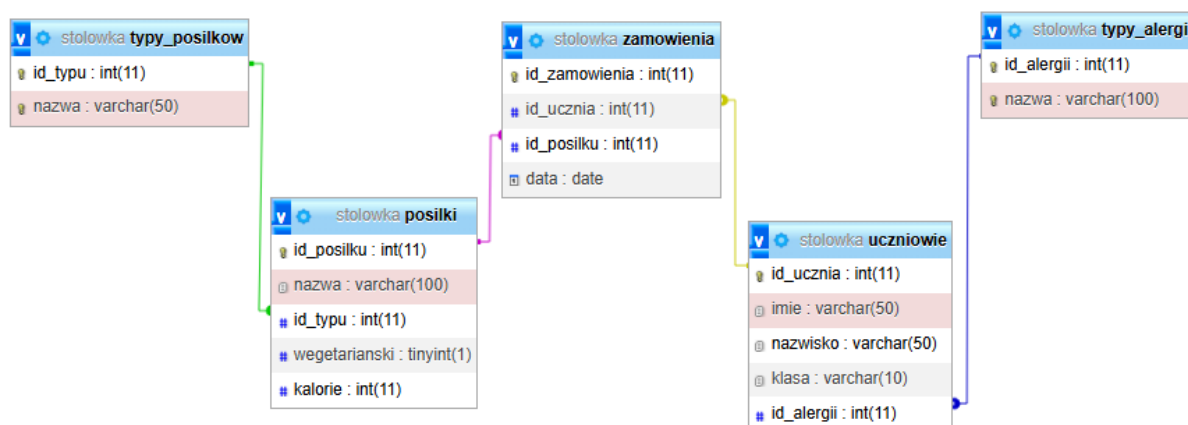 stolowka typy_posilkow
id_typu : int(11)
nazwa : varchar(50)
stolowka posilki
id_posilku : int(11)
nazwa : varchar(100)
id_typu : int(11)
wegetarianski : tinyint(1)
kalorie : int(11)
stolowka zamowienia
id_zamowienia : int(11)
id_ucznia : int(11)
id_posilku : int(11)
data : date
stolowka uczniowie
id_ucznia : int(11)
imie : varchar(50)
nazwisko : varchar(50)
klasa : varchar(10)
id_alergii : int(11)
stolowka typy_alergi
id_alergii : int(11)
nazwa : varchar(100)